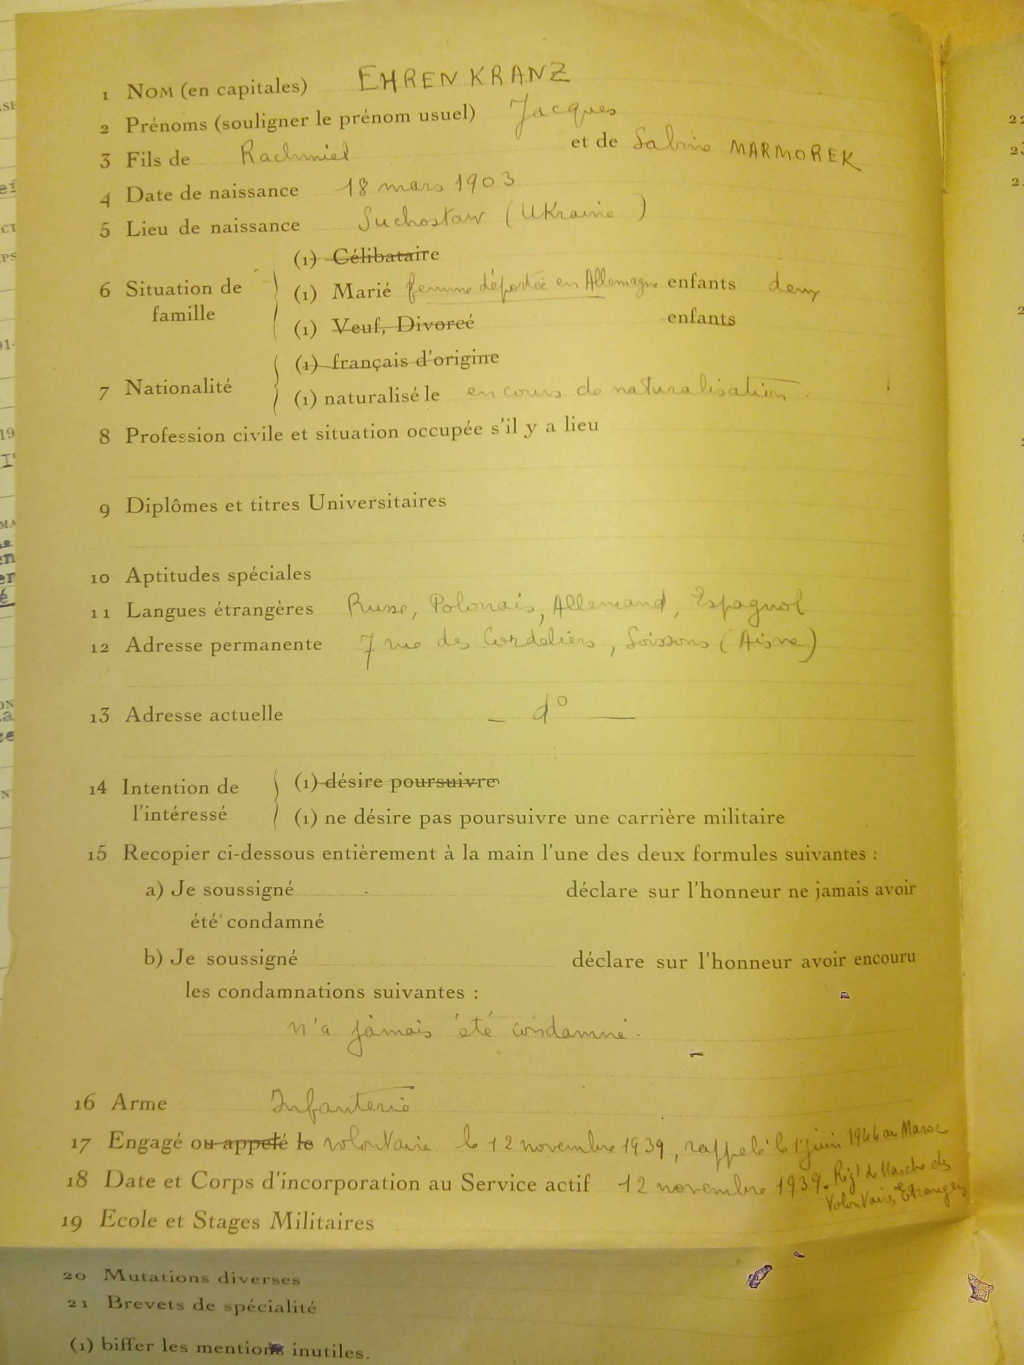 1 NOM (en capitales) EHRENKRANZ
2 Prénoms (souligner le prénom usuel) Jacques
3 Fils de Rachmiel et de Sabine MARMOREK
4 Date de naissance 18 mars 1903
5 Lieu de naissance Suchostaw (Ukraine)
(1) Célibataire
6 Situation de famille (1) Marié femme déportée en Allemagne enfants deux
(1) Veuf, Divorcé enfants
(1) français d'origine
7 Nationalité (1) naturalisé le en cours de naturalisation.
8 Profession civile et situation occupée s'il y a lieu
9 Diplômes et titres Universitaires
10 Aptitudes spéciales
11 Langues étrangères Russe, Polonais, Allemand, Espagnol
12 Adresse permanente 7 rue des Cordeliers, Soissons (Aisne)
13 Adresse actuelle — d° —
14 Intention de (1) désire poursuivre
l'intéressé (1) ne désire pas poursuivre une carrière militaire
15 Recopier ci-dessous entièrement à la main l'une des deux formules suivantes :
a) Je soussigné déclare sur l'honneur ne jamais avoir
été condamné
b) Je soussigné déclare sur l'honneur avoir encouru
les condamnations suivantes :
n'a jamais été condamné.
16 Arme Infanterie
17 Engagé ou appelé le volontaire le 12 novembre 1939, rappelé le 1 juin 1944 au Maroc
18 Date et Corps d'incorporation au Service actif 12 novembre 1939. Régt de Marche des
Volontaires Etrangers
19 Ecole et Stages Militaires
20 Mutations diverses
21 Brevets de spécialité
(1) biffer les mentions inutiles.